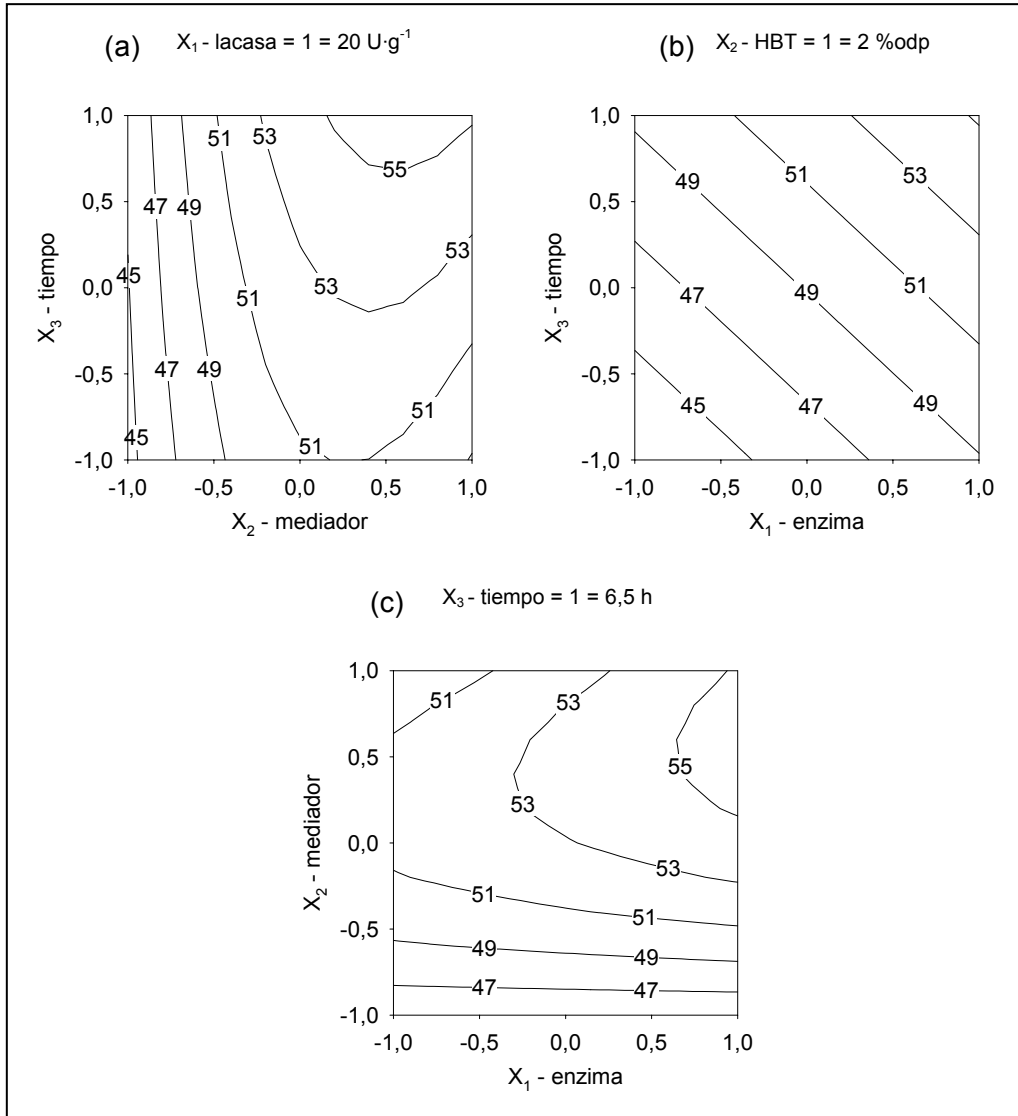 (a) X₁ - lacasa = 1 = 20 U·g⁻¹
1,0
0,5
0,0
-0,5
-1,0
X₃ - tiempo
51 53 55
47 49
45 53 53
51
47 49
45 51 51
-1,0 -0,5 0,0 0,5 1,0
X₂ - mediador
(b) X₂ - HBT = 1 = 2 %odp
1,0
0,5
0,0
-0,5
-1,0
X₃ - tiempo
49 51 53
47 49 51
45 47 49
-1,0 -0,5 0,0 0,5 1,0
X₁ - enzima
(c) X₃ - tiempo = 1 = 6,5 h
1,0
0,5
0,0
-0,5
-1,0
X₂ - mediador
51 53
55
53
53
51 51
49 49
47 47
-1,0 -0,5 0,0 0,5 1,0
X₁ - enzima